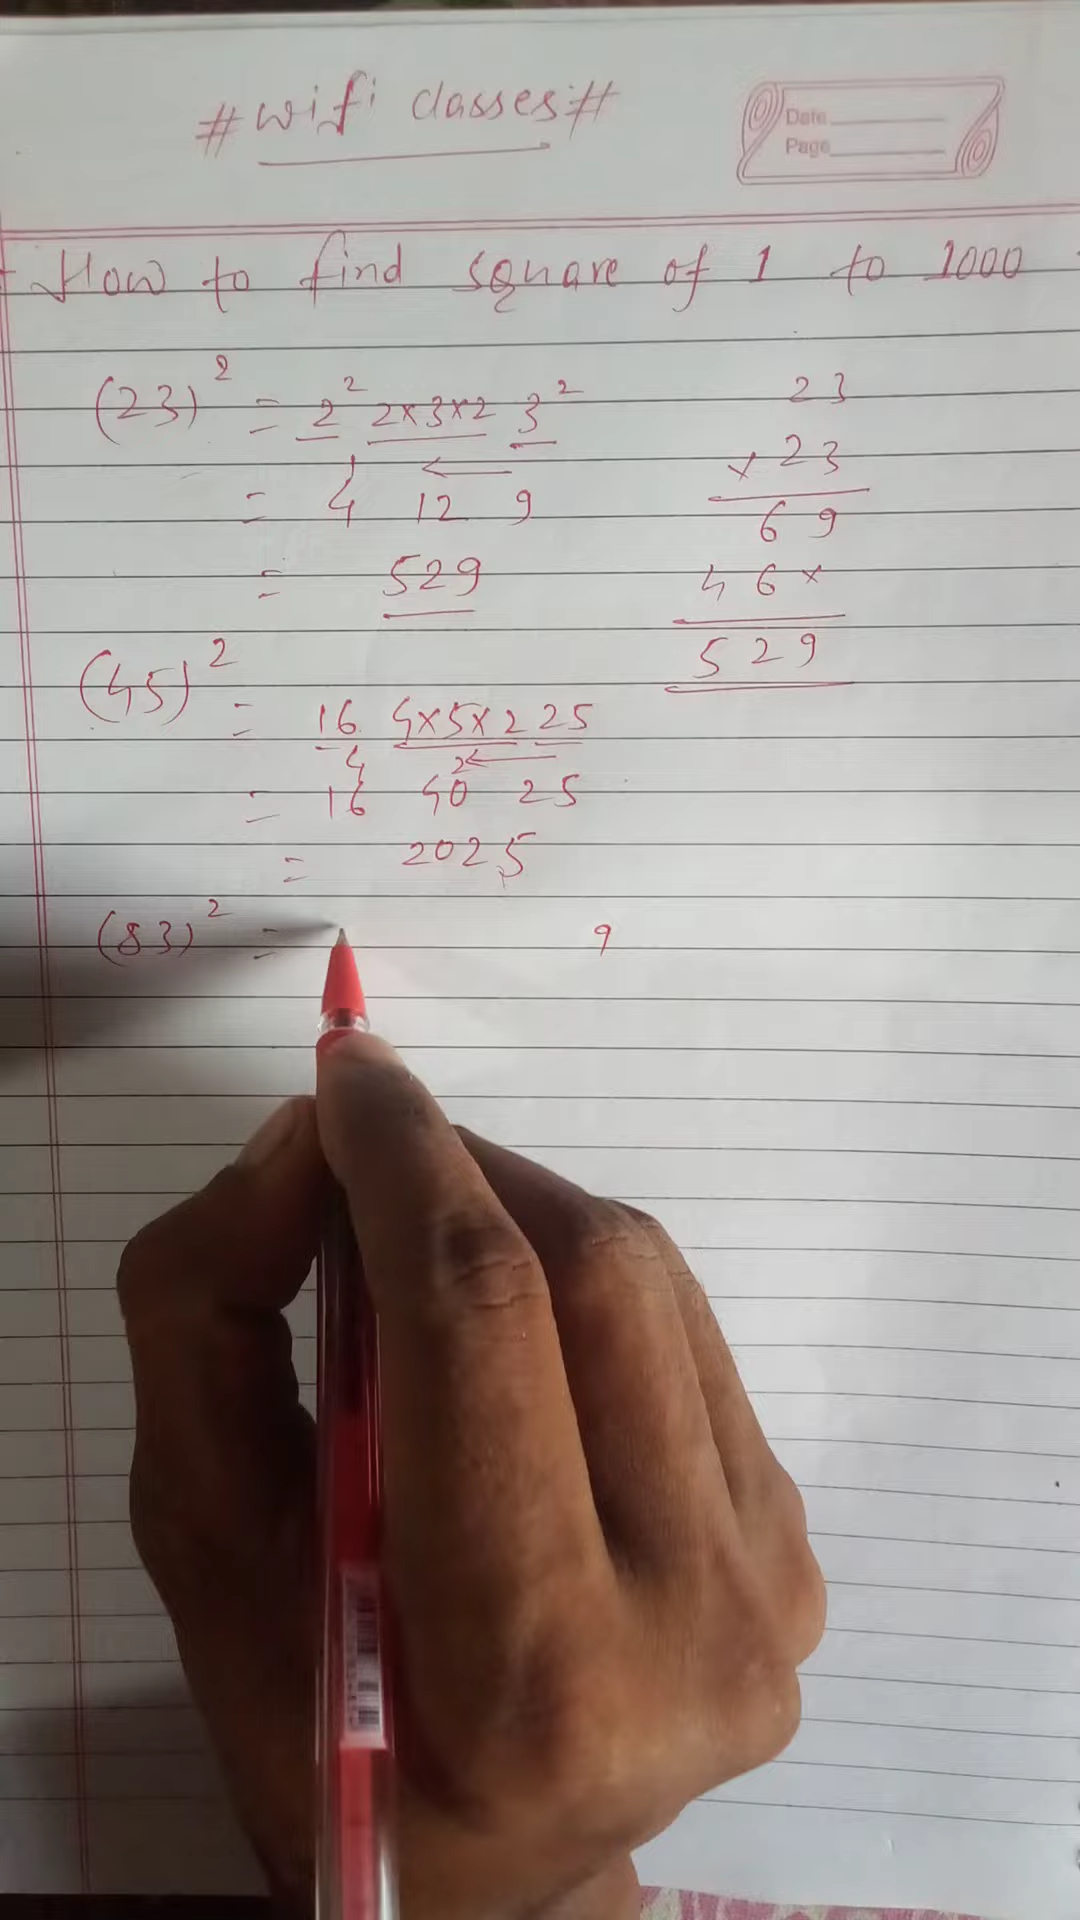 #wifi classes#
Date
Page
How to find square of 1 to 1000
(23)² = 2² 2×3×2 3²
= 4 12 9
= 529
23
×23
69
46×
529
(45)²
= 16 4×5×2 25
4 2
= 16 40 25
= 2025
(83)² = 9